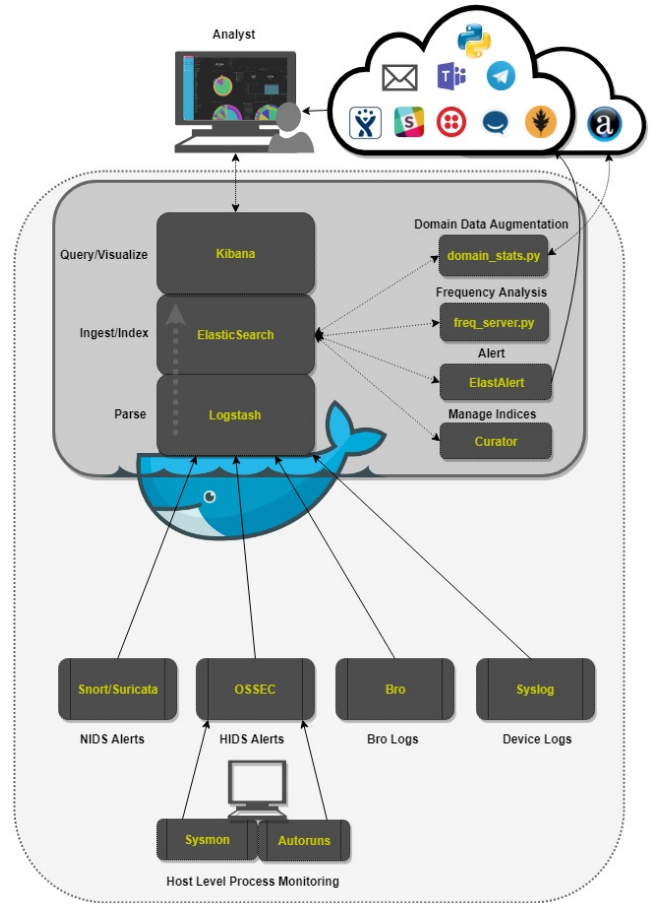 Analyst
S
a
Query/Visualize
Kibana
Domain Data Augmentation
domain_stats.py
Frequency Analysis
freq_server.py
Ingest/Index
ElasticSearch
Alert
ElastAlert
Parse
Logstash
Manage Indices
Curator
Snort/Suricata
OSSEC
Bro
Syslog
NIDS Alerts
HIDS Alerts
Bro Logs
Device Logs
Sysmon
Autoruns
Host Level Process Monitoring